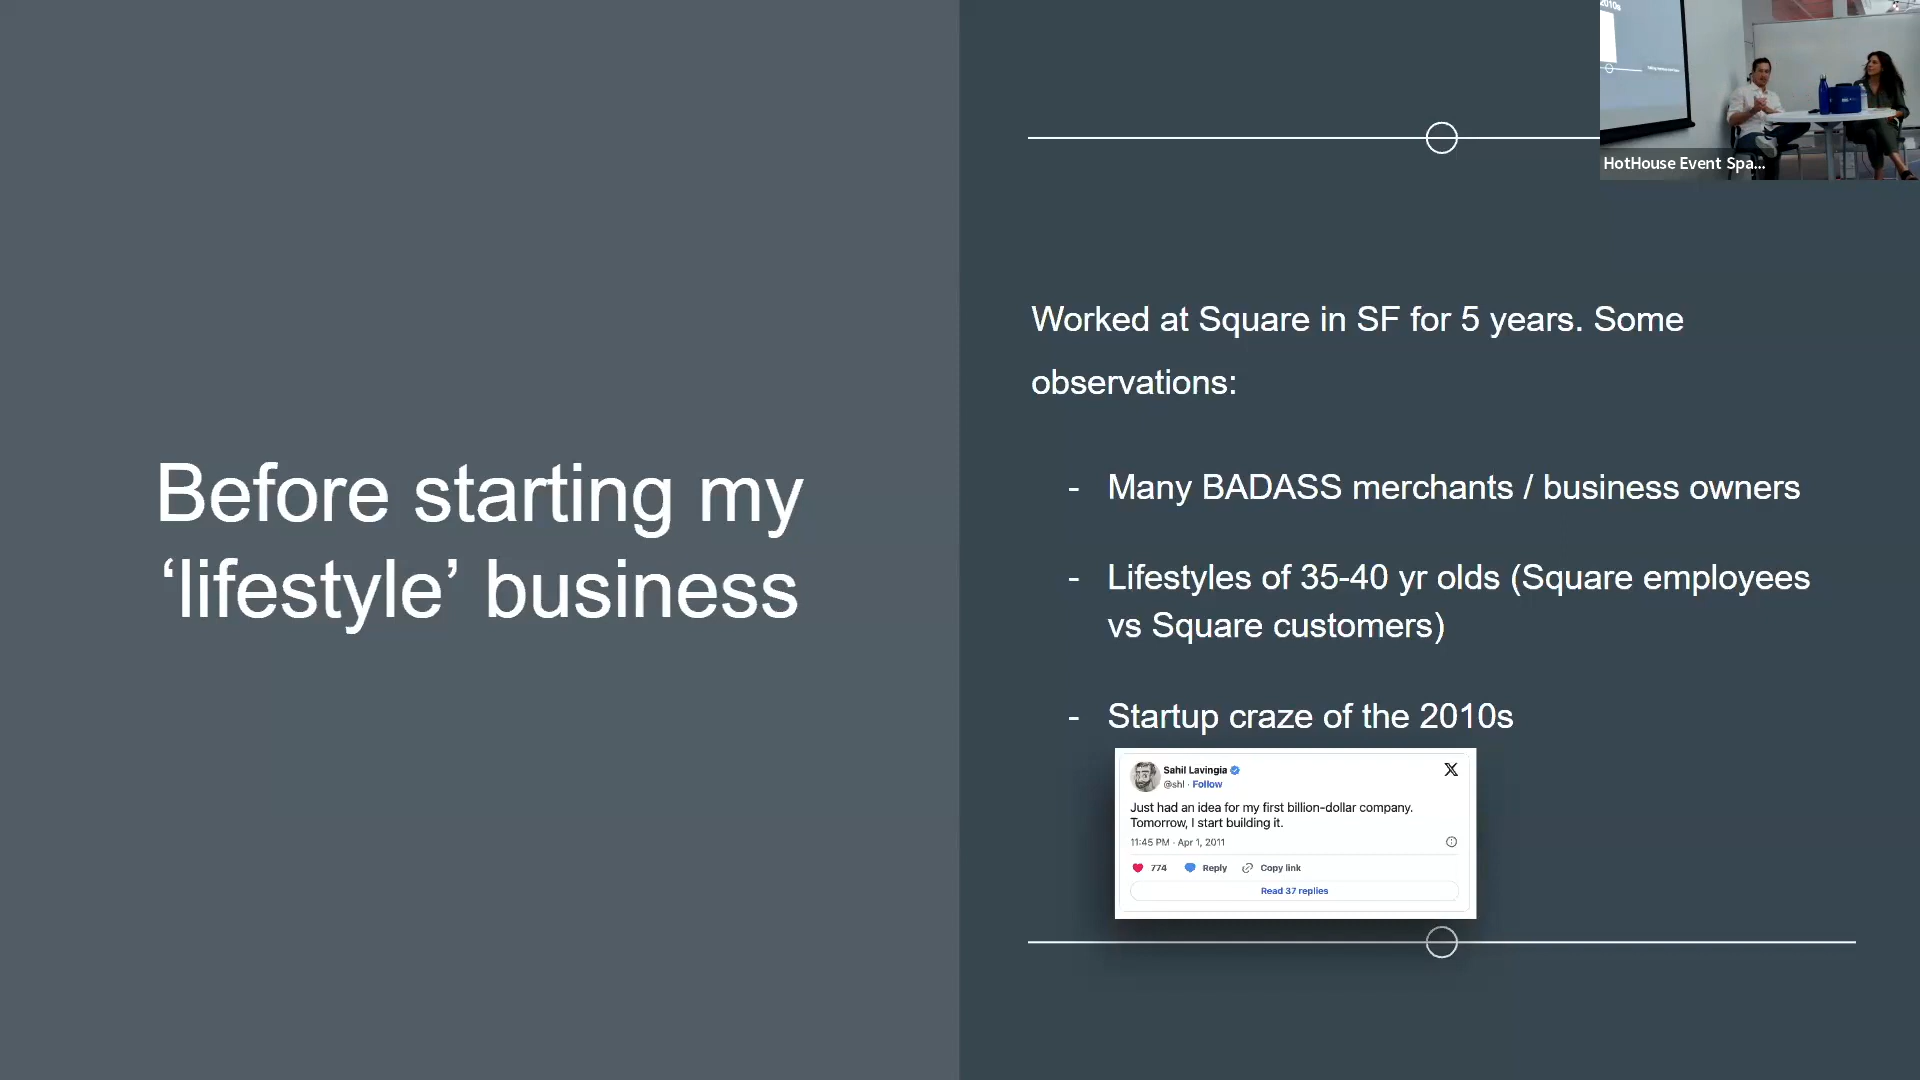 Before starting my
‘lifestyle’ business
2010s
HotHouse Event Spa...
Worked at Square in SF for 5 years. Some
observations:
- Many BADASS merchants / business owners
- Lifestyles of 35-40 yr olds (Square employees
vs Square customers)
- Startup craze of the 2010s
Sahil Lavingia
@shl · Follow
Just had an idea for my first billion-dollar company.
Tomorrow, I start building it.
11:45 PM · Apr 1, 2011
774 Reply Copy link
Read 37 replies